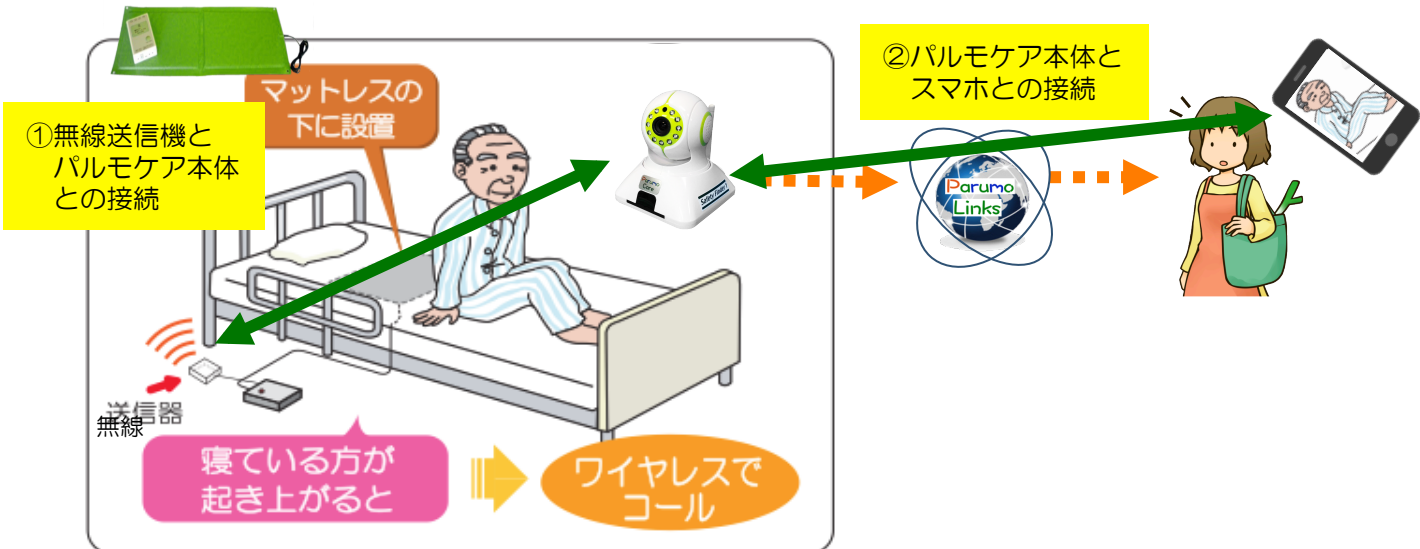 マットレスの
下に設置
①無線送信機と
パルモケア本体
との接続
②パルモケア本体と
スマホとの接続
Parumo
Care
Parumo
Links
送信器
無線
寝ている方が
起き上がると
ワイヤレスで
コール